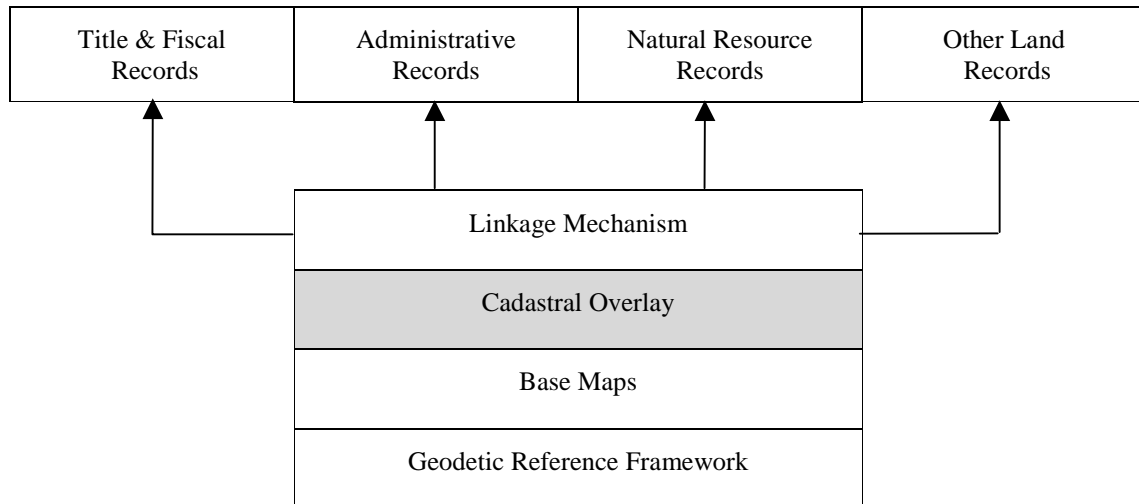 Title & Fiscal
Records
Administrative
Records
Natural Resource
Records
Other Land
Records
Linkage Mechanism
Cadastral Overlay
Base Maps
Geodetic Reference Framework